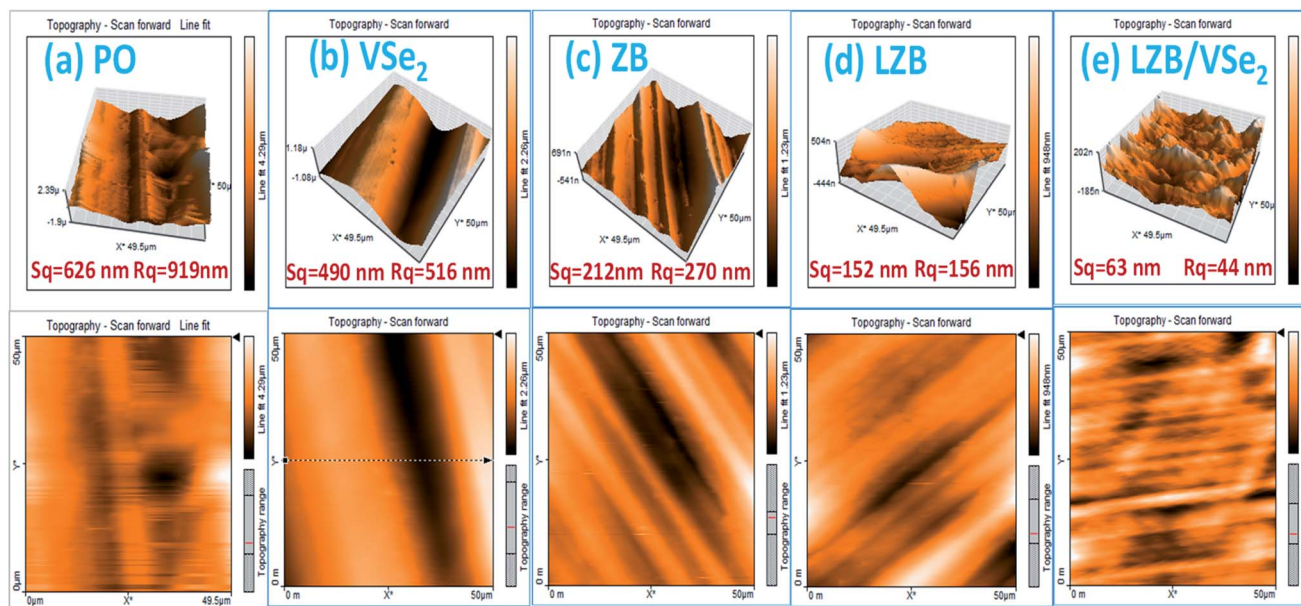 Topography - Scan forward Line fit
(a) PO
Line fit 4.29µm
2.39µ
-1.9µ
* 50µ
X* 49.5µm
Sq=626 nm Rq=919nm
Topography - Scan forward
(b) VSe2
Line fit 2.26µm
1.18µ
-1.08µ
Y* 50µm
X* 49.5µm
Sq=490 nm Rq=516 nm
Topography - Scan forward
(c) ZB
Line fit 1.23µm
691n
-541n
Y* 50µm
X* 49.5µm
Sq=212nm Rq=270 nm
Topography - Scan forward
(d) LZB
Line fit 948nm
504n
-444n
Y* 50µm
X* 49.5µm
Sq=152 nm Rq=156 nm
Topography - Scan forward
(e) LZB/VSe2
202n
-185n
Y* 50µm
X* 49.5µm
Sq=63 nm Rq=44 nm
Topography - Scan forward Line fit
50µm
Y*
0µm
0µm X* 49.5µm
Line fit 4.29µm
Topography range
Topography - Scan forward
50µm
Y*
0 m
0 m X* 50µm
Line fit 2.26µm
Topography range
Topography - Scan forward
50µm
Y*
0 m
0 m X* 50µm
Line fit 1.23µm
Topography range
Topography - Scan forward
50µm
Y*
0 m
0 m X* 50µm
Line fit 948nm
Topography range
Topography - Scan forward
50µm
Y*
0 m
0 m X* 50µm